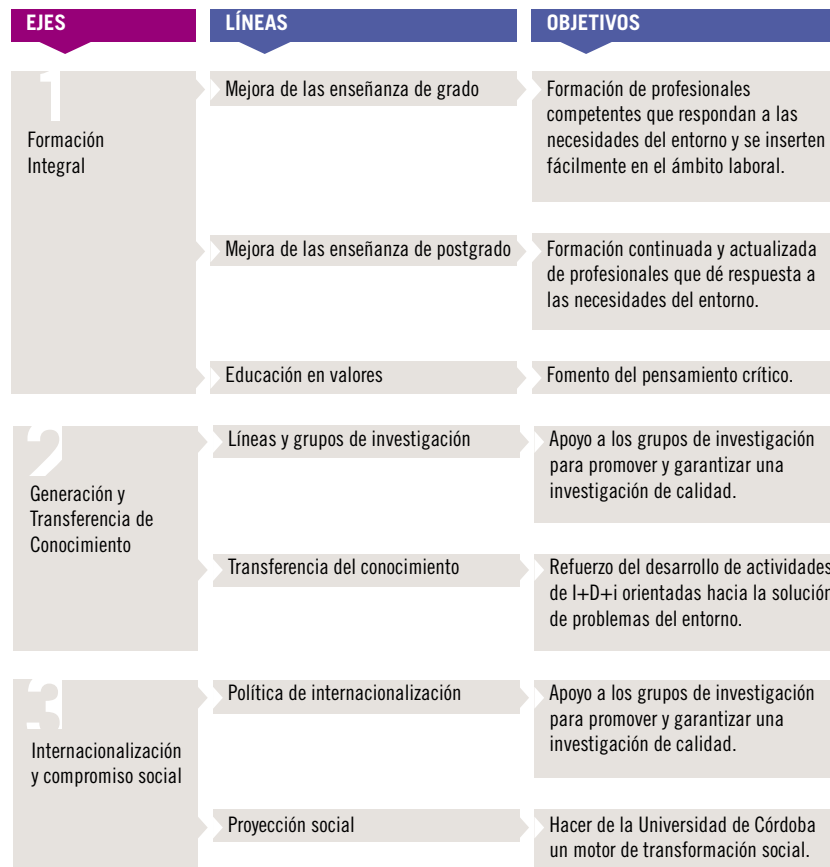 EJES
LÍNEAS
OBJETIVOS
1
Formación
Integral
Mejora de las enseñanza de grado
Formación de profesionales
competentes que respondan a las
necesidades del entorno y se inserten
fácilmente en el ámbito laboral.
Mejora de las enseñanza de postgrado
Formación continuada y actualizada
de profesionales que dé respuesta a
las necesidades del entorno.
Educación en valores
Fomento del pensamiento crítico.
2
Generación y
Transferencia de
Conocimiento
Líneas y grupos de investigación
Apoyo a los grupos de investigación
para promover y garantizar una
investigación de calidad.
Transferencia del conocimiento
Refuerzo del desarrollo de actividades
de I+D+i orientadas hacia la solución
de problemas del entorno.
3
Internacionalización
y compromiso social
Política de internacionalización
Apoyo a los grupos de investigación
para promover y garantizar una
investigación de calidad.
Proyección social
Hacer de la Universidad de Córdoba
un motor de transformación social.